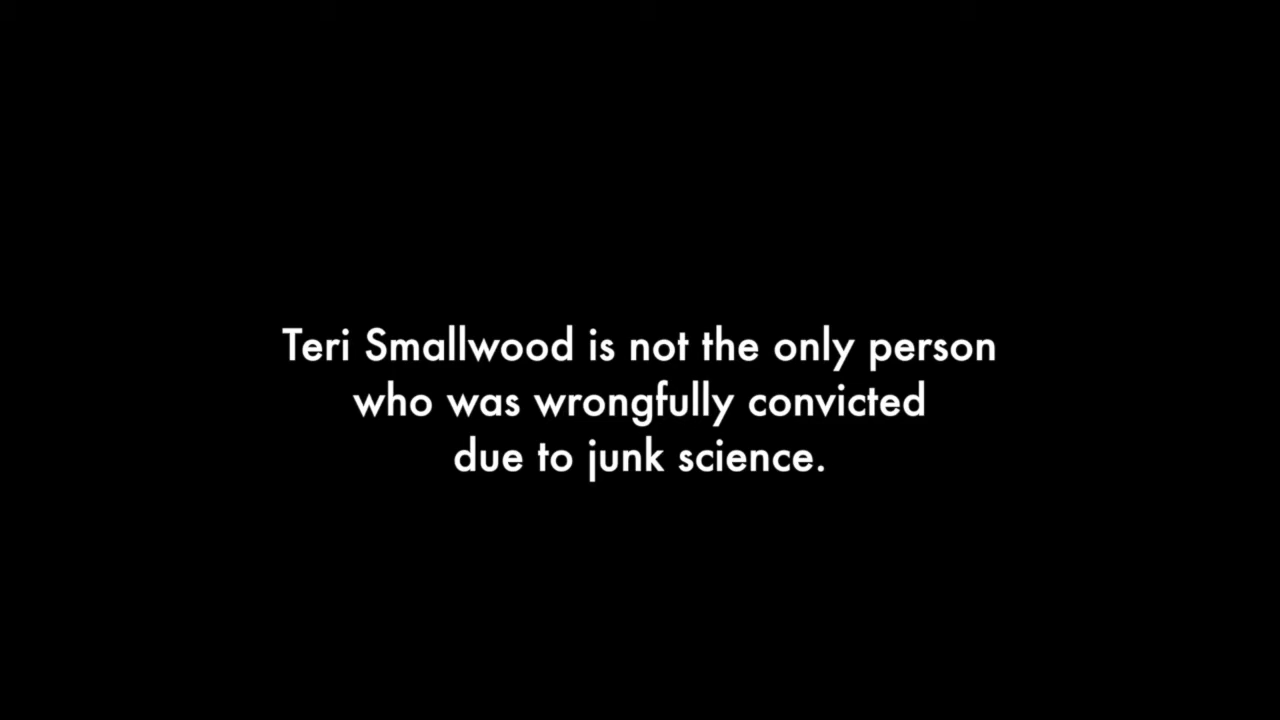 Teri Smallwood is not the only person
who was wrongfully convicted
due to junk science.